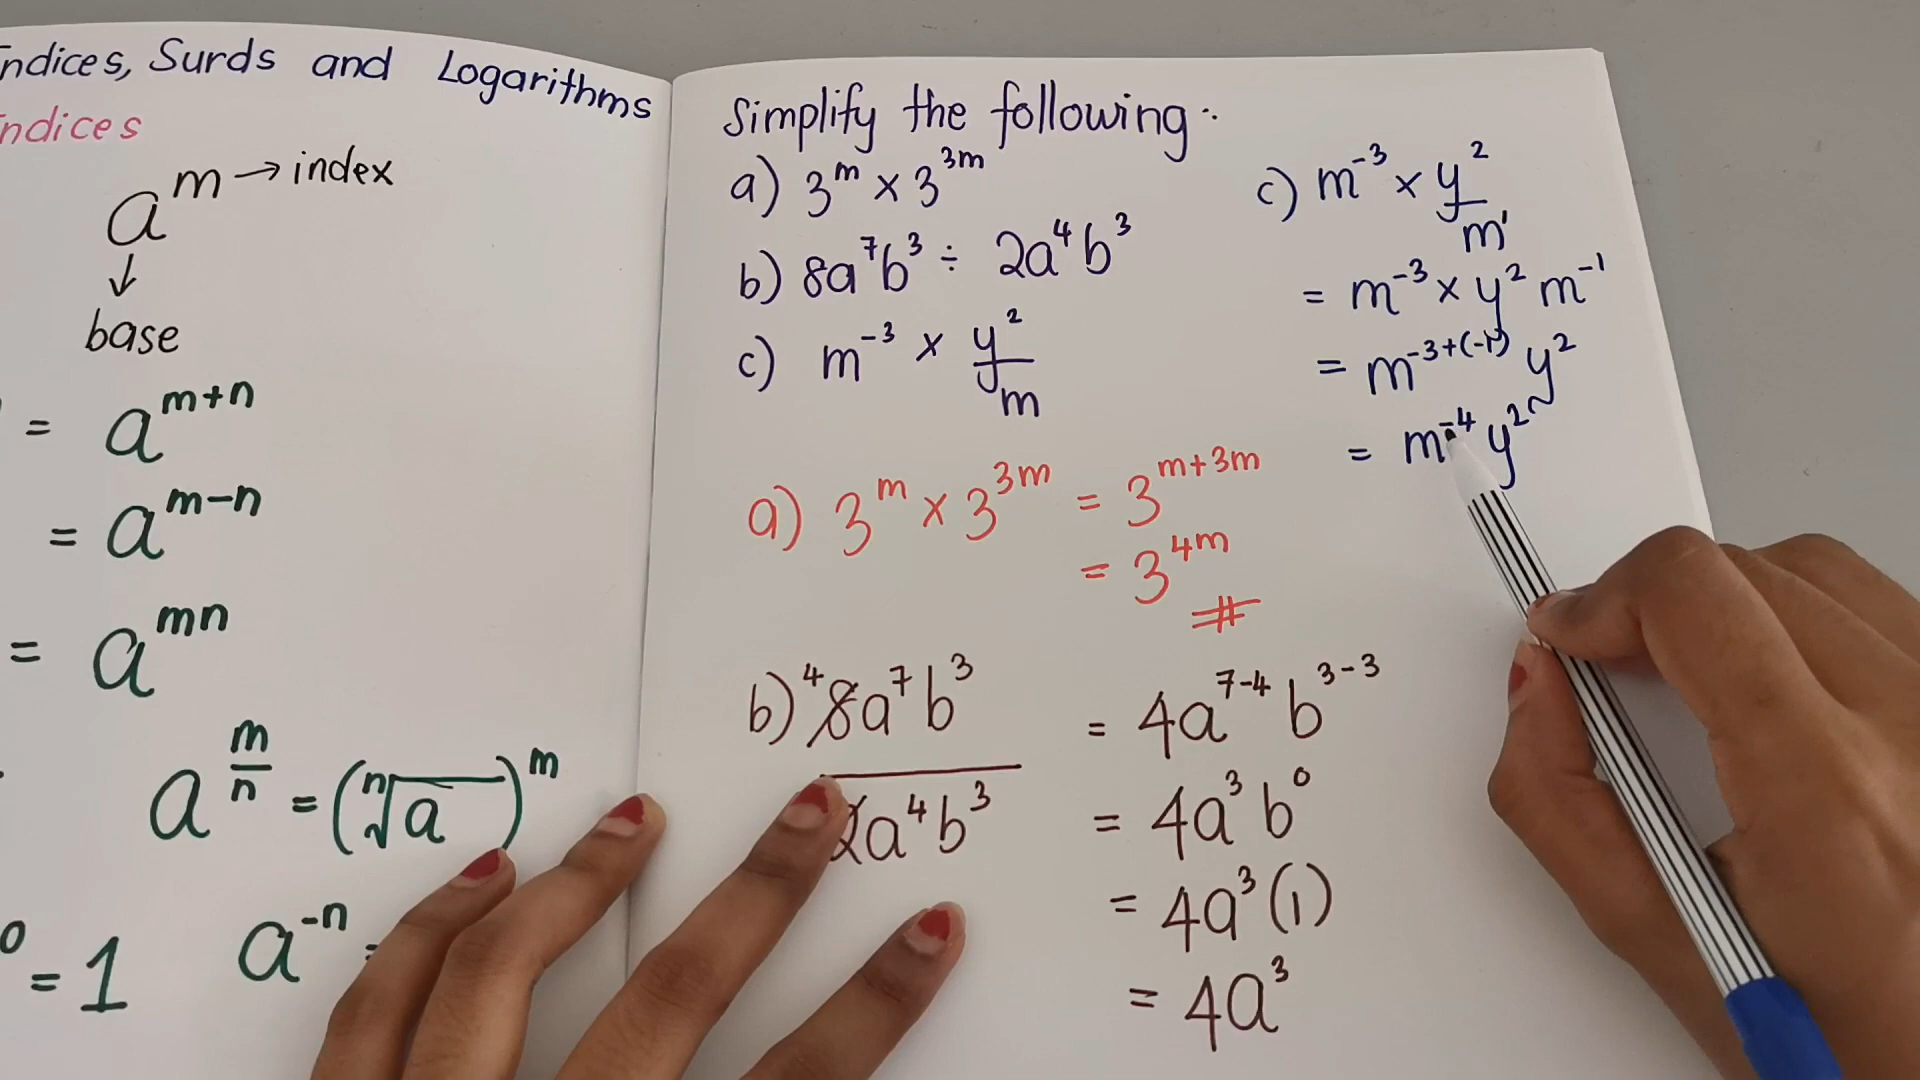 Indices, Surds and Logarithms
Indices
a^m → index
↓
base
= a^{m+n}
= a^{m-n}
= a^{mn}
a^{m/n} = (ⁿ√a)^m
⁰ = 1
a^{-n} =
Simplify the following:
a) 3^m × 3^{3m}
b) 8a^7b^3 ÷ 2a^4b^3
c) m^{-3} × y^2/m
a) 3^m × 3^{3m} = 3^{m+3m}
= 3^{4m}
b) ^4 8a^7b^3 / 2a^4b^3 = 4a^{7-4} b^{3-3}
= 4a^3 b^0
= 4a^3 (1)
= 4a^3
c) m^{-3} × y^2/m^1
= m^{-3} × y^2 m^{-1}
= m^{-3+(-1)} y^2
= m^{-4} y^2